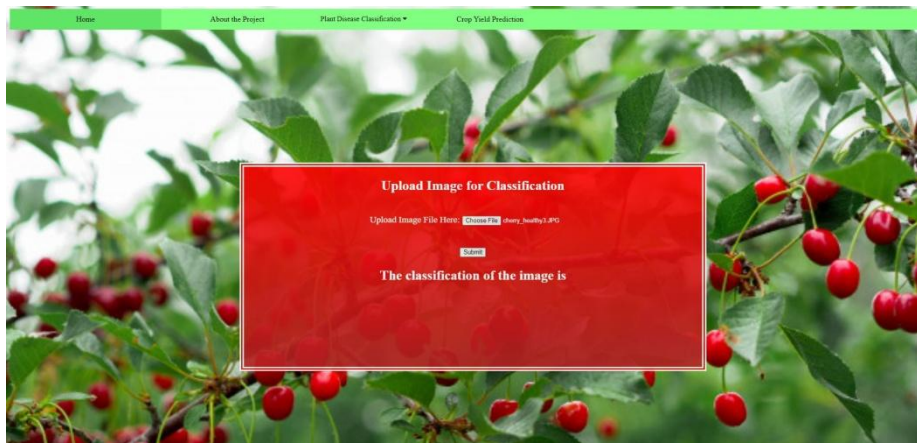 Home About the Project Plant Disease Classification Crop Yield Prediction
Upload Image for Classification
Upload Image File Here: Choose File cherry_healthy3.JPG
Submit
The classification of the image is